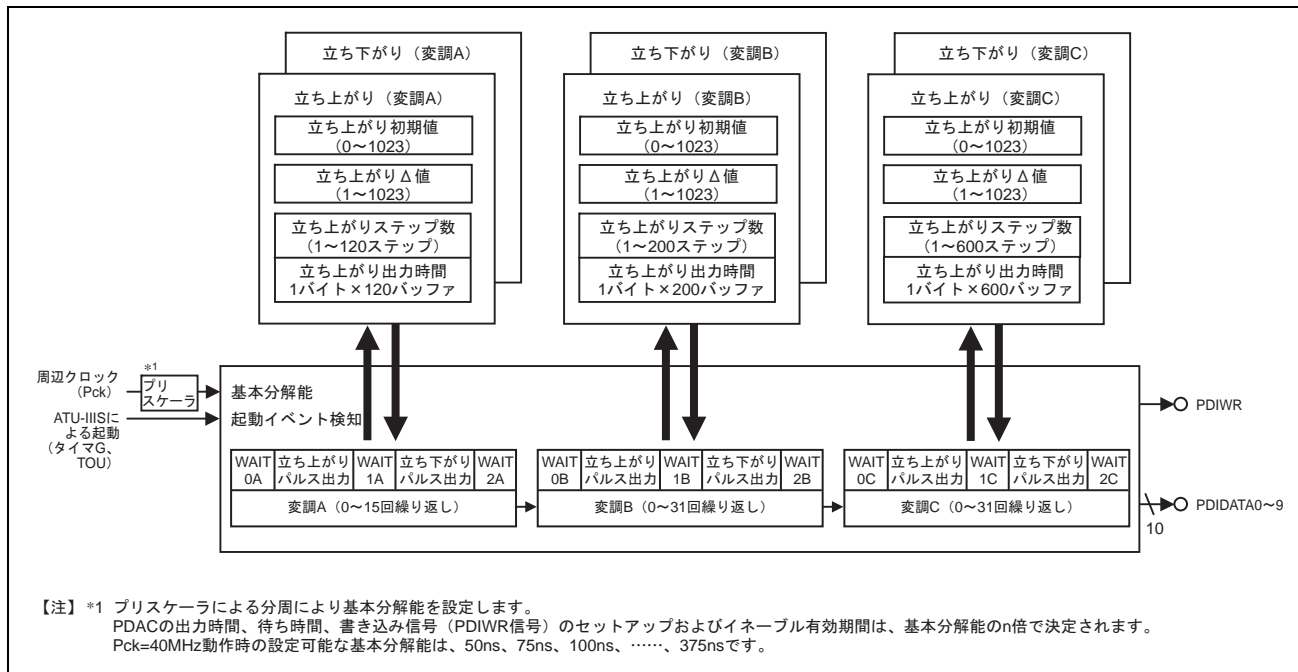 立ち下がり（変調A）
立ち上がり（変調A）
立ち上がり初期値
(0～1023)
立ち上がりΔ値
(1～1023)
立ち上がりステップ数
(1～120ステップ)
立ち上がり出力時間
1バイト×120バッファ
立ち下がり（変調B）
立ち上がり（変調B）
立ち上がり初期値
(0～1023)
立ち上がりΔ値
(1～1023)
立ち上がりステップ数
(1～200ステップ)
立ち上がり出力時間
1バイト×200バッファ
立ち下がり（変調C）
立ち上がり（変調C）
立ち上がり初期値
(0～1023)
立ち上がりΔ値
(1～1023)
立ち上がりステップ数
(1～600ステップ)
立ち上がり出力時間
1バイト×600バッファ
周辺クロック
(Pck)
*1
プリ
スケーラ
基本分解能
ATU-IIISに
よる起動
(タイマG、
TOU)
起動イベント検知
WAIT
0A
立ち上がり
パルス出力
WAIT
1A
立ち下がり
パルス出力
WAIT
2A
変調A（0～15回繰り返し）
WAIT
0B
立ち上がり
パルス出力
WAIT
1B
立ち下がり
パルス出力
WAIT
2B
変調B（0～31回繰り返し）
WAIT
0C
立ち上がり
パルス出力
WAIT
1C
立ち下がり
パルス出力
WAIT
2C
変調C（0～31回繰り返し）
PDIWR
PDIDATA0～9
10
【注】 *1 プリスケーラによる分周により基本分解能を設定します。
PDACの出力時間、待ち時間、書き込み信号（PDIWR信号）のセットアップおよびイネーブル有効期間は、基本分解能のn倍で決定されます。
Pck=40MHz動作時の設定可能な基本分解能は、50ns、75ns、100ns、……、375nsです。